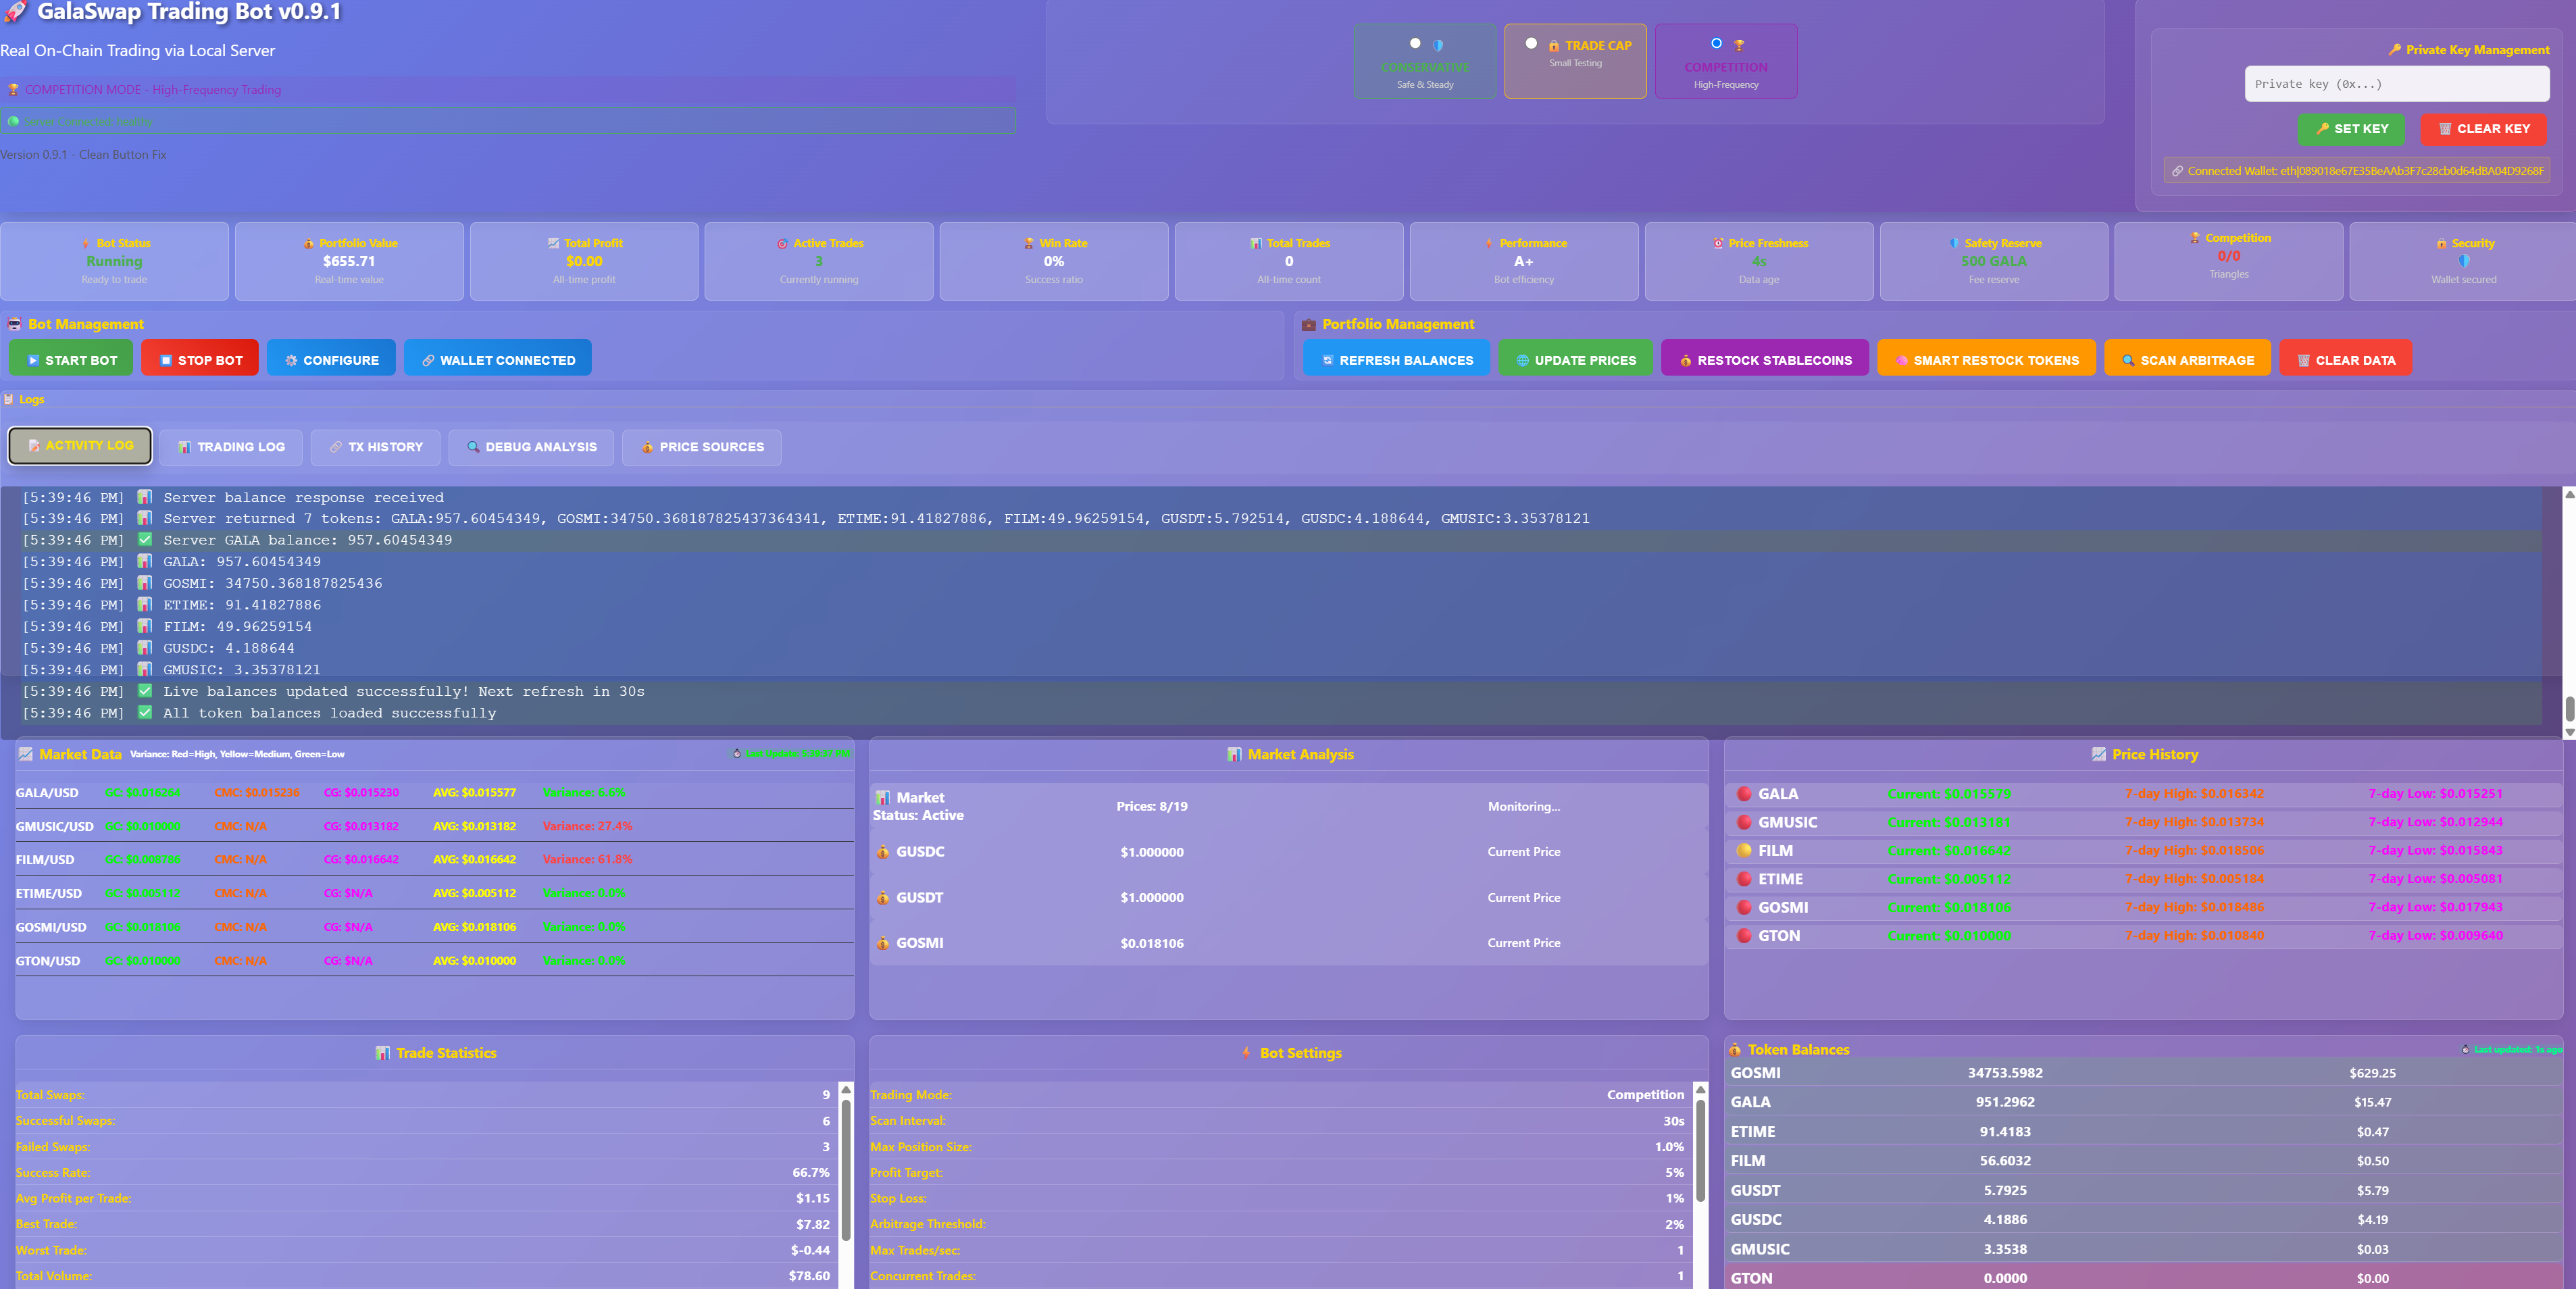 🚀 GalaSwap Trading Bot v0.9.1
Real On-Chain Trading via Local Server
🏆 COMPETITION MODE - High-Frequency Trading
Version 0.9.1 - Clean Button Fix
CONSERVATIVE
Safe & Steady
TRADE CAP
Small Testing
COMPETITION
High-Frequency
Private Key Management
Private key (0x...)
SET KEY
CLEAR KEY
Connected Wallet: eth|089018e67E35BeAAb3F7c28cb0d64dBA04D9268F
Bot Status
Running
Ready to trade
Portfolio Value
$655.71
Real-time value
Total Profit
$0.00
All-time profit
Active Trades
3
Currently running
Win Rate
0%
Success ratio
Total Trades
0
All-time count
Performance
A+
Bot efficiency
Price Freshness
4s
Data age
Safety Reserve
500 GALA
Fee reserve
Competition
0/0
Triangles
Security
Wallet secured
Bot Management
START BOT
STOP BOT
CONFIGURE
WALLET CONNECTED
Portfolio Management
REFRESH BALANCES
UPDATE PRICES
RESTOCK STABLECOINS
SMART RESTOCK TOKENS
SCAN ARBITRAGE
CLEAR DATA
Logs
ACTIVITY LOG
TRADING LOG
TX HISTORY
DEBUG ANALYSIS
PRICE SOURCES
[5:39:46 PM] 📊 Server balance response received
[5:39:46 PM] 📊 Server returned 7 tokens: GALA:957.60454349, GOSMI:34750.368187825437364341, ETIME:91.41827886, FILM:49.96259154, GUSDT:5.792514, GUSDC:4.188644, GMUSIC:3.35378121
[5:39:46 PM] ✅ Server GALA balance: 957.60454349
[5:39:46 PM] 📊 GALA: 957.60454349
[5:39:46 PM] 📊 GOSMI: 34750.368187825436
[5:39:46 PM] 📊 ETIME: 91.41827886
[5:39:46 PM] 📊 FILM: 49.96259154
[5:39:46 PM] 📊 GUSDC: 4.188644
[5:39:46 PM] 📊 GMUSIC: 3.35378121
[5:39:46 PM] ✅ Live balances updated successfully! Next refresh in 30s
[5:39:46 PM] ✅ All token balances loaded successfully
Market Data Variance: Red=High, Yellow=Medium, Green=Low
GALA/USD GC: $0.016264 CMC: $0.015236 CG: $0.015230 AVG: $0.015577 Variance: 6.6%
GMUSIC/USD GC: $0.010000 CMC: N/A CG: $0.013182 AVG: $0.013182 Variance: 27.4%
FILM/USD GC: CMC: N/A CG: $0.016642 AVG: $0.016642 Variance: 61.8%
ETIME/USD GC: $0.005112 CMC: N/A CG: $N/A AVG: $0.005112 Variance: 0.0%
GOSMI/USD GC: $0.018106 CMC: N/A CG: $N/A AVG: $0.018106 Variance: 0.0%
GTON/USD GC: $0.010000 CMC: N/A CG: $N/A AVG: $0.010000 Variance: 0.0%
Market Analysis
Market Status: Active Prices: 8/19 Monitoring...
GUSDC $1.000000 Current Price
GUSDT $1.000000 Current Price
GOSMI $0.018106 Current Price
Price History
GALA Current: $0.015579 7-day High: $0.016342 7-day Low: $0.015251
GMUSIC Current: $0.013181 7-day High: $0.013734 7-day Low: $0.012944
FILM Current: $0.016642 7-day High: $0.018506 7-day Low: $0.015843
ETIME Current: $0.005112 7-day High: $0.005184 7-day Low: $0.005081
GOSMI Current: $0.018106 7-day High: $0.018486 7-day Low: $0.017943
GTON Current: $0.010000 7-day High: $0.010840 7-day Low: $0.009640
Trade Statistics
Total Swaps: 9
Successful Swaps: 6
Failed Swaps: 3
Success Rate: 66.7%
Avg Profit per Trade: $1.15
Best Trade: $7.82
Worst Trade: $-0.44
Total Volume: $78.60
Bot Settings
Trading Mode: Competition
Scan Interval: 30s
Max Position Size: 1.0%
Profit Target: 5%
Stop Loss: 1%
Arbitrage Threshold: 2%
Max Trades/sec: 1
Concurrent Trades: 1
Token Balances Last updated: 1s ago
GOSMI 34753.5982 $629.25
GALA 951.2962 $15.47
ETIME 91.4183 $0.47
FILM 56.6032 $0.50
GUSDT 5.7925 $5.79
GUSDC 4.1886 $4.19
GMUSIC 3.3538 $0.03
GTON 0.0000 $0.00